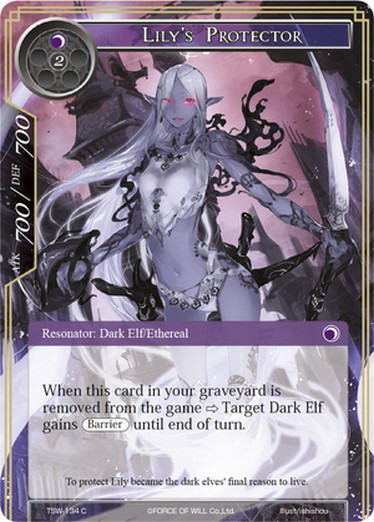 LILY'S PROTECTOR
2
ATK 700 / DEF 700
Resonator: Dark Elf/Ethereal
When this card in your graveyard is
removed from the game ⇨ Target Dark Elf
gains Barrier until end of turn.
To protect Lily became the dark elves' final reason to live.
TSW-134 C ©FORCE OF WILL Co.,Ltd. Illust/ishishou